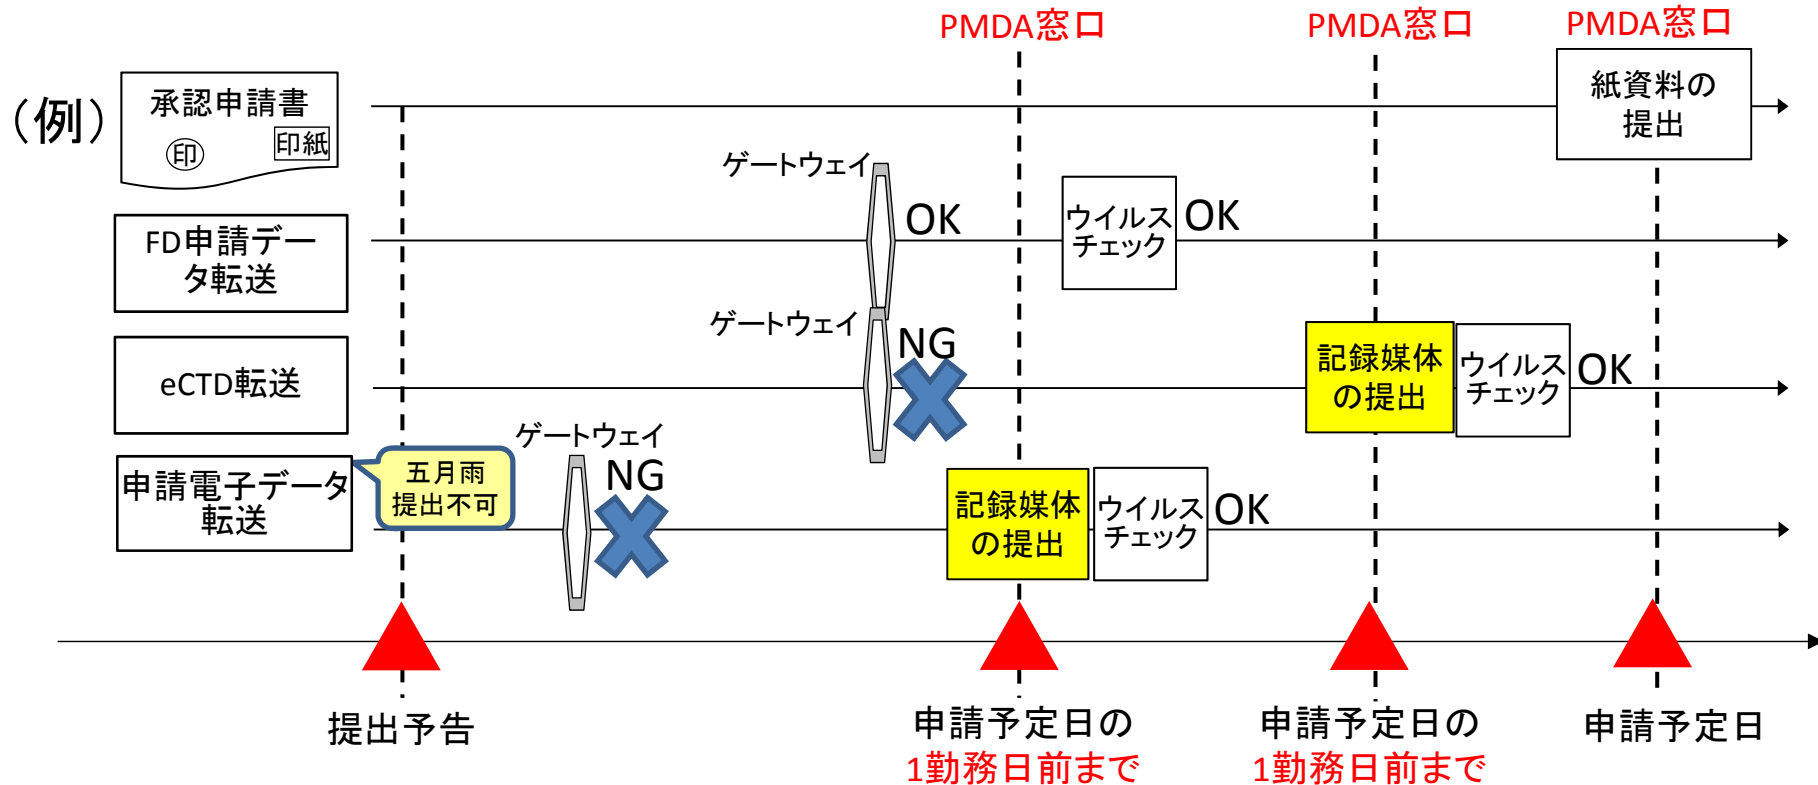 PMDA窓口
PMDA窓口
PMDA窓口
(例)
承認申請書
印
印紙
紙資料の
提出
ゲートウェイ
OK
ウイルス
チェック
OK
FD申請デー
タ転送
ゲートウェイ
NG
eCTD転送
記録媒体
の提出
ウイルス
チェック
OK
ゲートウェイ
NG
申請電子データ
転送
五月雨
提出不可
記録媒体
の提出
ウイルス
チェック
OK
提出予告
申請予定日の
1勤務日前まで
申請予定日の
1勤務日前まで
申請予定日